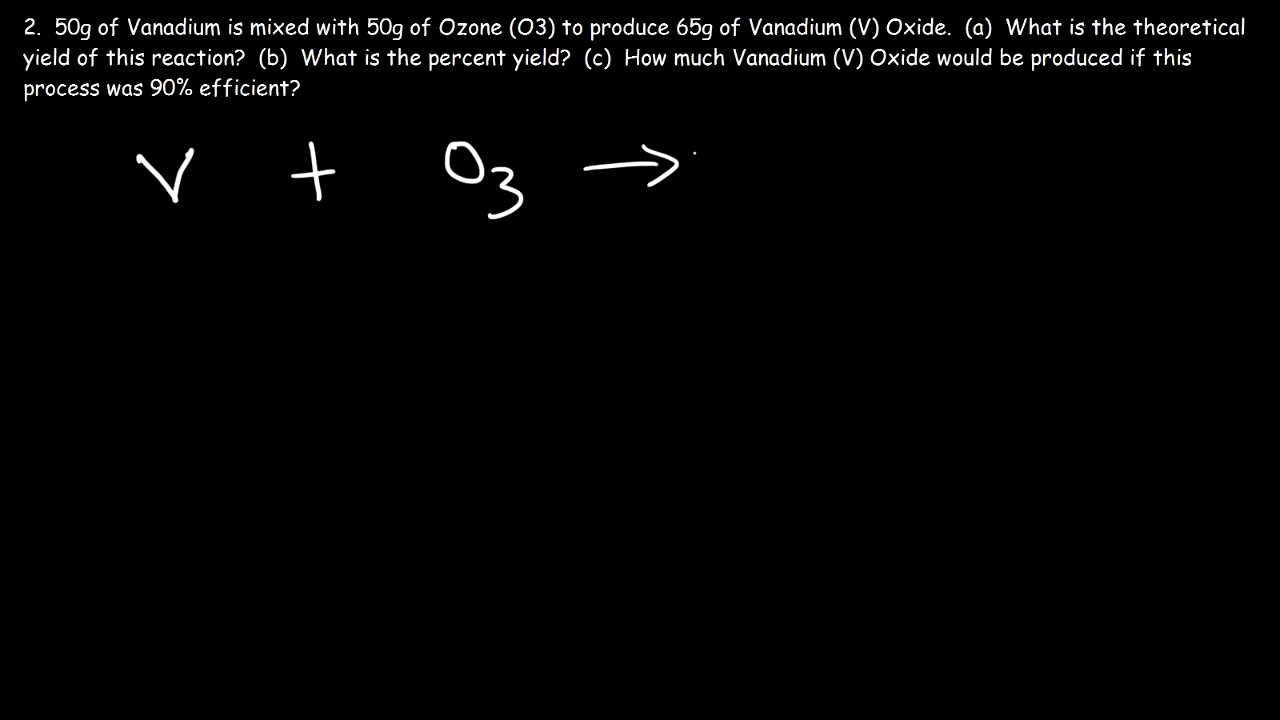 2. 50g of Vanadium is mixed with 50g of Ozone (O3) to produce 65g of Vanadium (V) Oxide. (a) What is the theoretical
yield of this reaction? (b) What is the percent yield? (c) How much Vanadium (V) Oxide would be produced if this
process was 90% efficient?
V + O₃ →